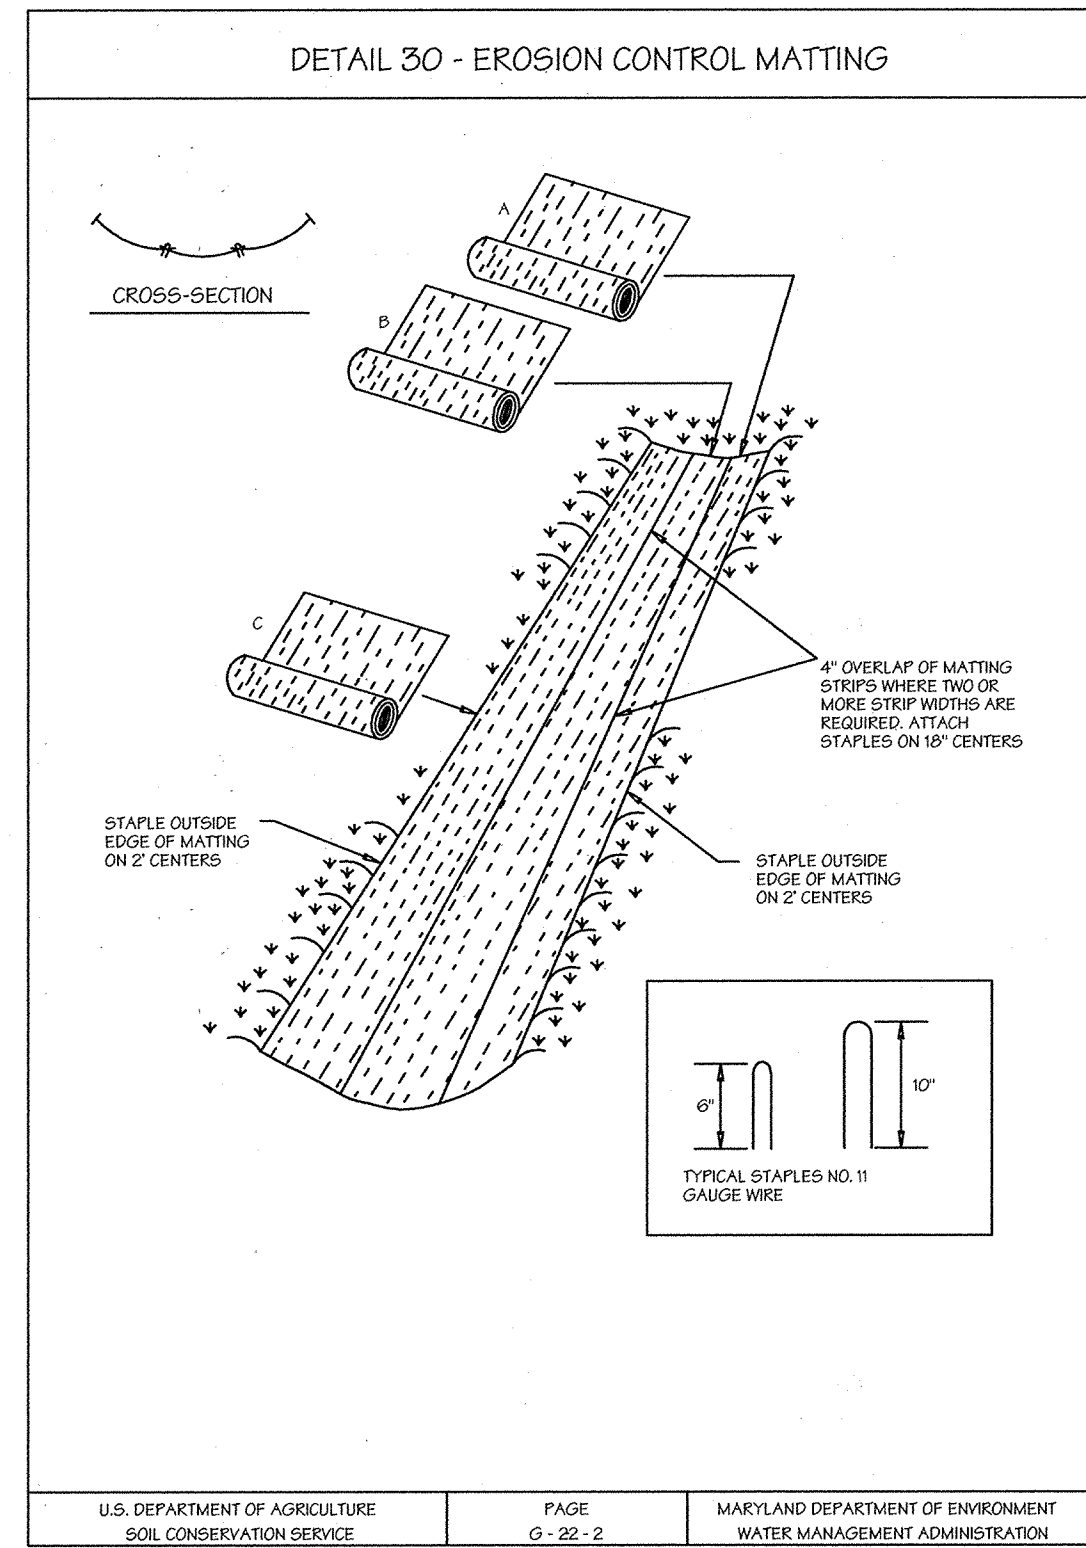 DETAIL 30 - EROSION CONTROL MATTING
CROSS-SECTION
A
B
C
4" OVERLAP OF MATTING
STRIPS WHERE TWO OR
MORE STRIP WIDTHS ARE
REQUIRED. ATTACH
STAPLES ON 18" CENTERS
STAPLE OUTSIDE
EDGE OF MATTING
ON 2' CENTERS
STAPLE OUTSIDE
EDGE OF MATTING
ON 2' CENTERS
6"
10"
TYPICAL STAPLES NO. 11
GAUGE WIRE
U.S. DEPARTMENT OF AGRICULTURE
SOIL CONSERVATION SERVICE
PAGE
G - 22 - 2
MARYLAND DEPARTMENT OF ENVIRONMENT
WATER MANAGEMENT ADMINISTRATION